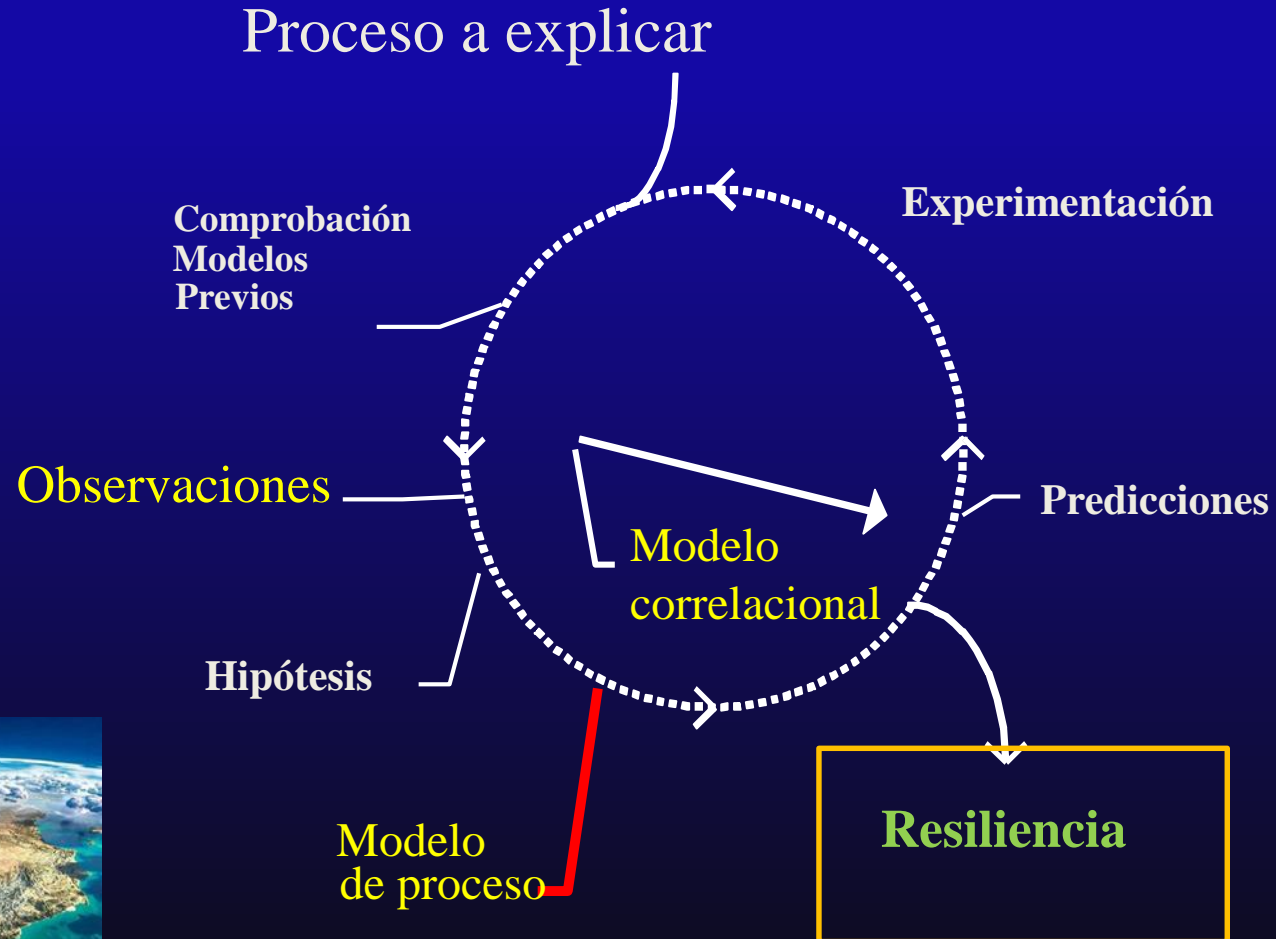 Proceso a explicar
Experimentación
Comprobación
Modelos
Previos
Observaciones
Predicciones
Modelo
correlacional
Hipótesis
Modelo
de proceso
Resiliencia